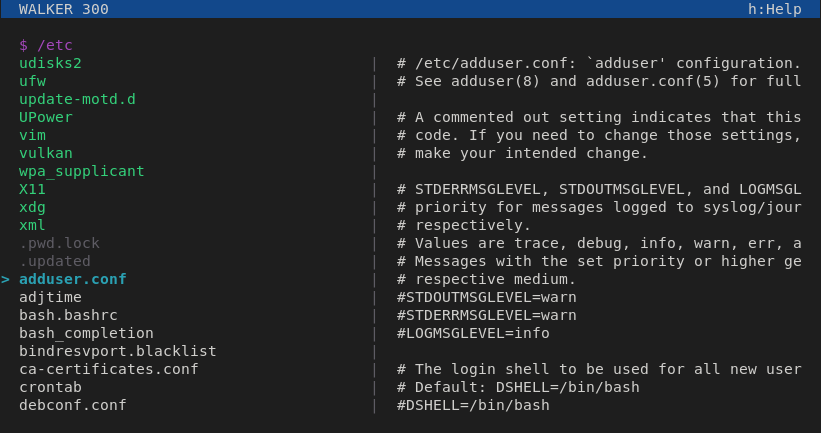 WALKER 300 h:Help
$ /etc
udisks2 | # /etc/adduser.conf: `adduser' configuration.
ufw | # See adduser(8) and adduser.conf(5) for full
update-motd.d |
UPower | # A commented out setting indicates that this
vim | # code. If you need to change those settings,
vulkan | # make your intended change.
wpa_supplicant |
X11 | # STDERRMSGLEVEL, STDOUTMSGLEVEL, and LOGMSGL
xdg | # priority for messages logged to syslog/jour
xml | # respectively.
.pwd.lock | # Values are trace, debug, info, warn, err, a
.updated | # Messages with the set priority or higher ge
> adduser.conf | # respective medium.
adjtime | #STDOUTMSGLEVEL=warn
bash.bashrc | #STDERRMSGLEVEL=warn
bash_completion | #LOGMSGLEVEL=info
bindresvport.blacklist |
ca-certificates.conf | # The login shell to be used for all new user
crontab | # Default: DSHELL=/bin/bash
debconf.conf | #DSHELL=/bin/bash